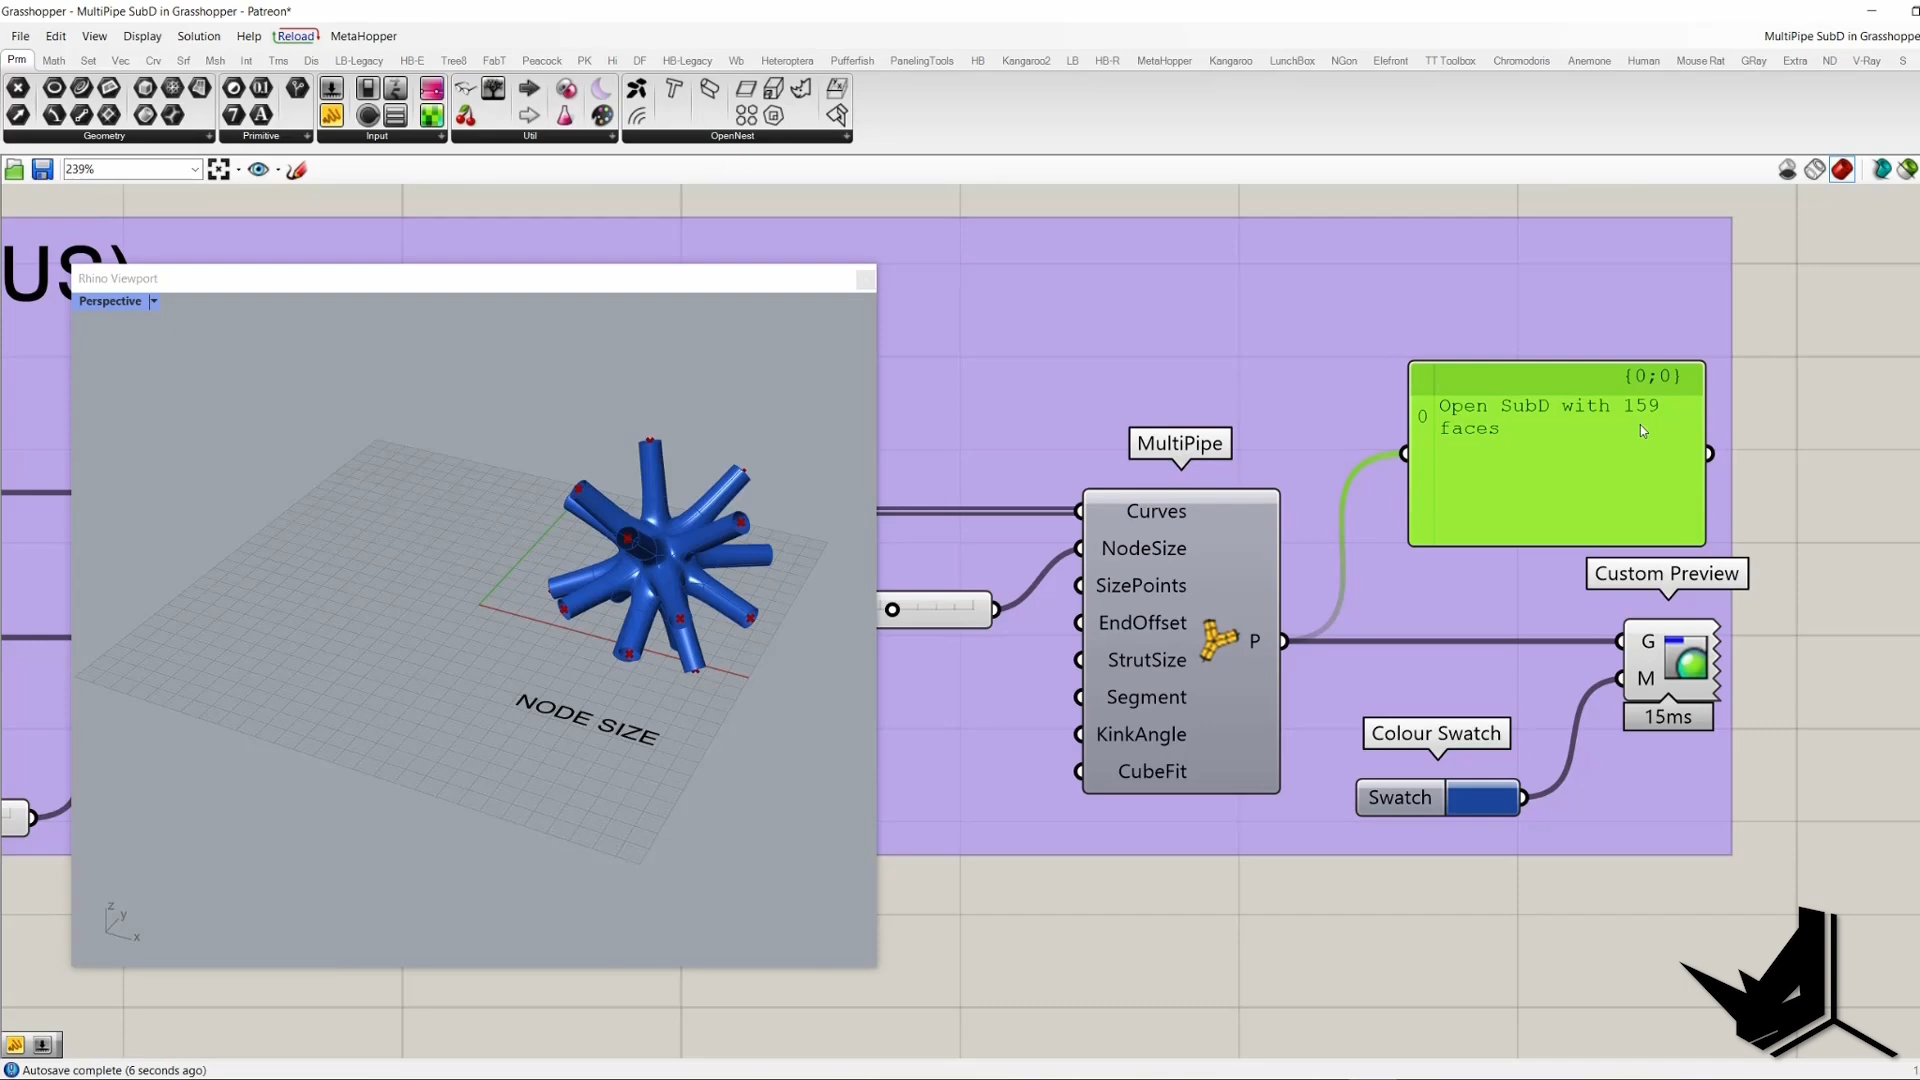 Grasshopper - MultiPipe SubD in Grasshopper - Patreon*
File Edit View Display Solution Help Reload MetaHopper
MultiPipe SubD in Grasshoppe
Prm Math Set Vec Crv Srf Msh Int Trns Dis LB-Legacy HB-E Tree8 FabT Peacock PK Hi DF HB-Legacy Wb Heteroptera Pufferfish PanelingTools HB Kangaroo2 LB HB-R MetaHopper Kangaroo LunchBox NGon Elefront TT Toolbox Chromodoris Anemone Human Mouse Rat GRay Extra ND V-Ray S
Geometry Primitive Input Util OpenNest
239%
US)
Rhino Viewport
Perspective
NODE SIZE
z
y
x
MultiPipe
Curves
NodeSize
SizePoints
EndOffset
StrutSize
Segment
KinkAngle
CubeFit
P
{0;0}
0 Open SubD with 159
faces
Custom Preview
G
M
15ms
Colour Swatch
Swatch
Autosave complete (6 seconds ago)
1